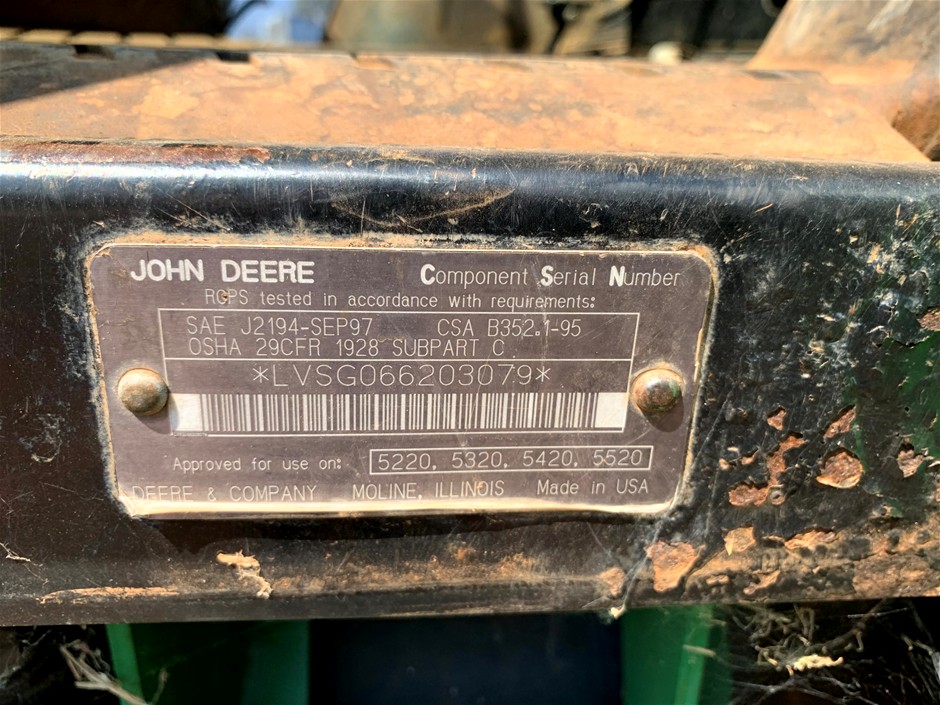 JOHN DEERE Component Serial Number
ROPS tested in accordance with requirements:
SAE J2194-SEP97 CSA B352.1-95
OSHA 29CFR 1928 SUBPART C
*LVSG066203079*
Approved for use on: 5220, 5320, 5420, 5520
DEERE & COMPANY MOLINE, ILLINOIS Made in USA